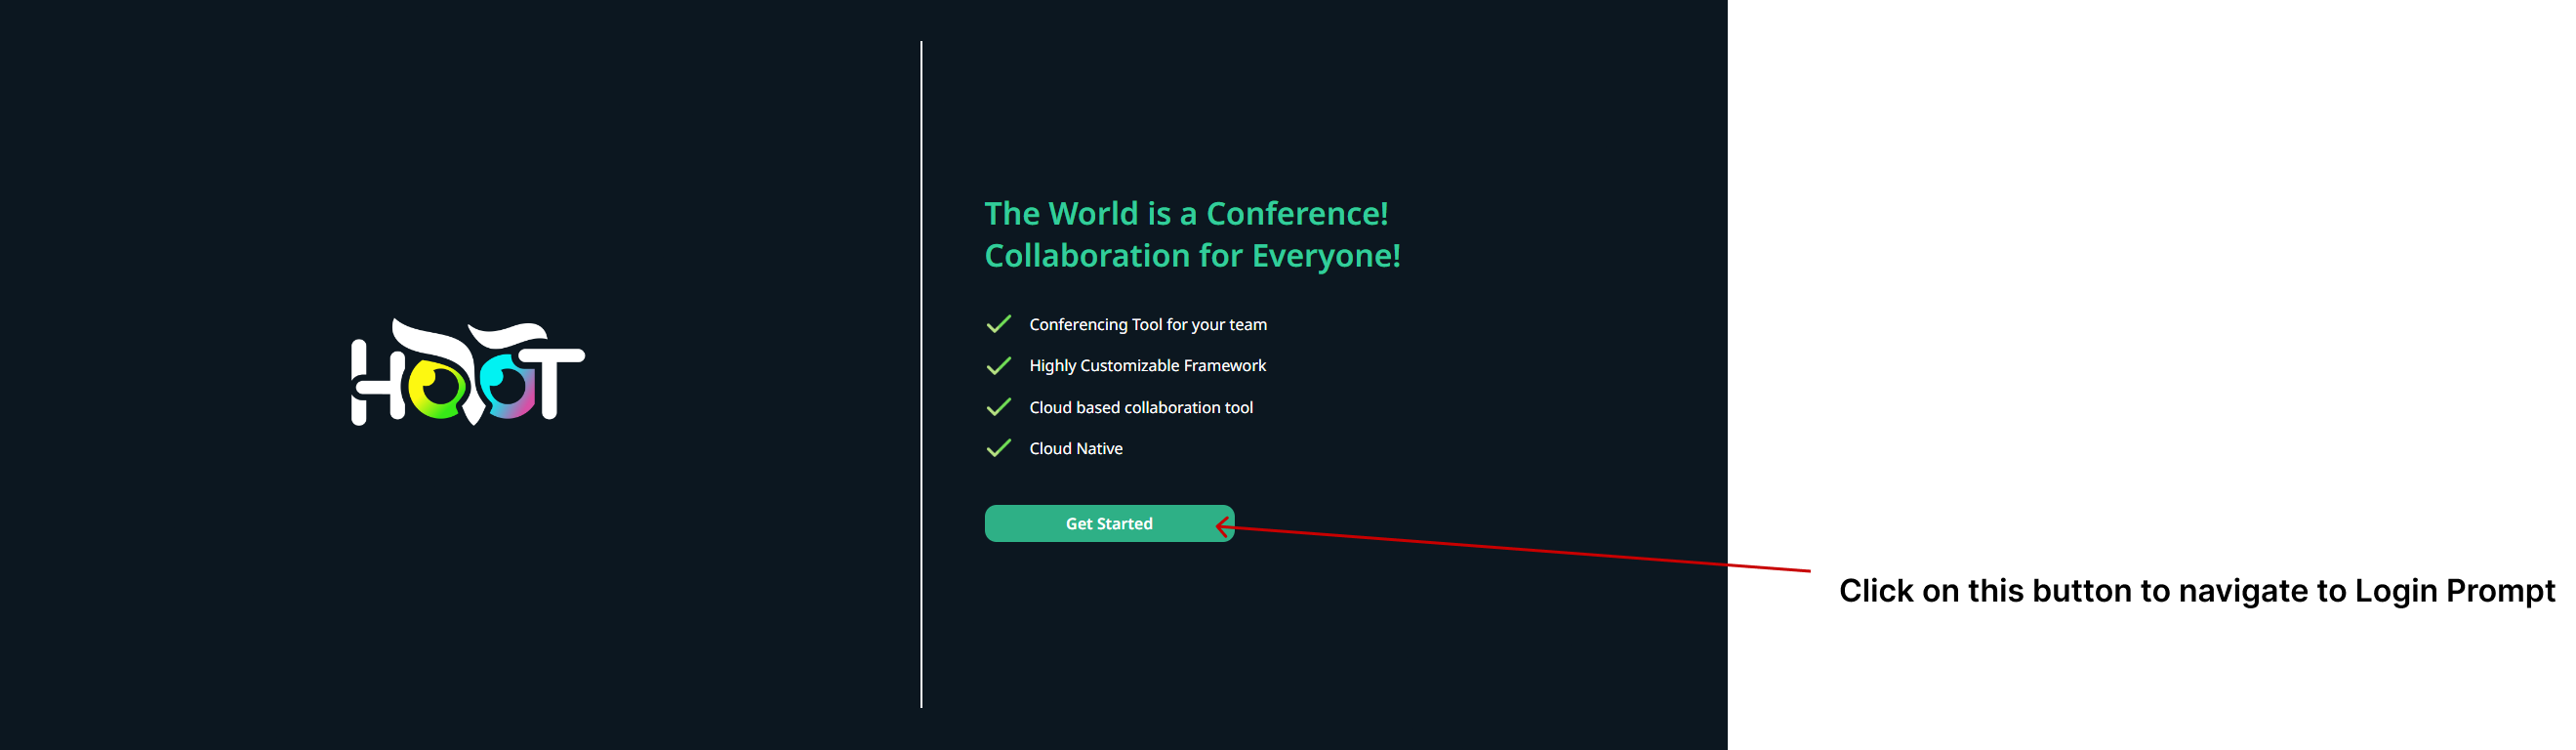 HOOT
The World is a Conference!
Collaboration for Everyone!
Conferencing Tool for your team
Highly Customizable Framework
Cloud based collaboration tool
Cloud Native
Get Started
Click on this button to navigate to Login Prompt